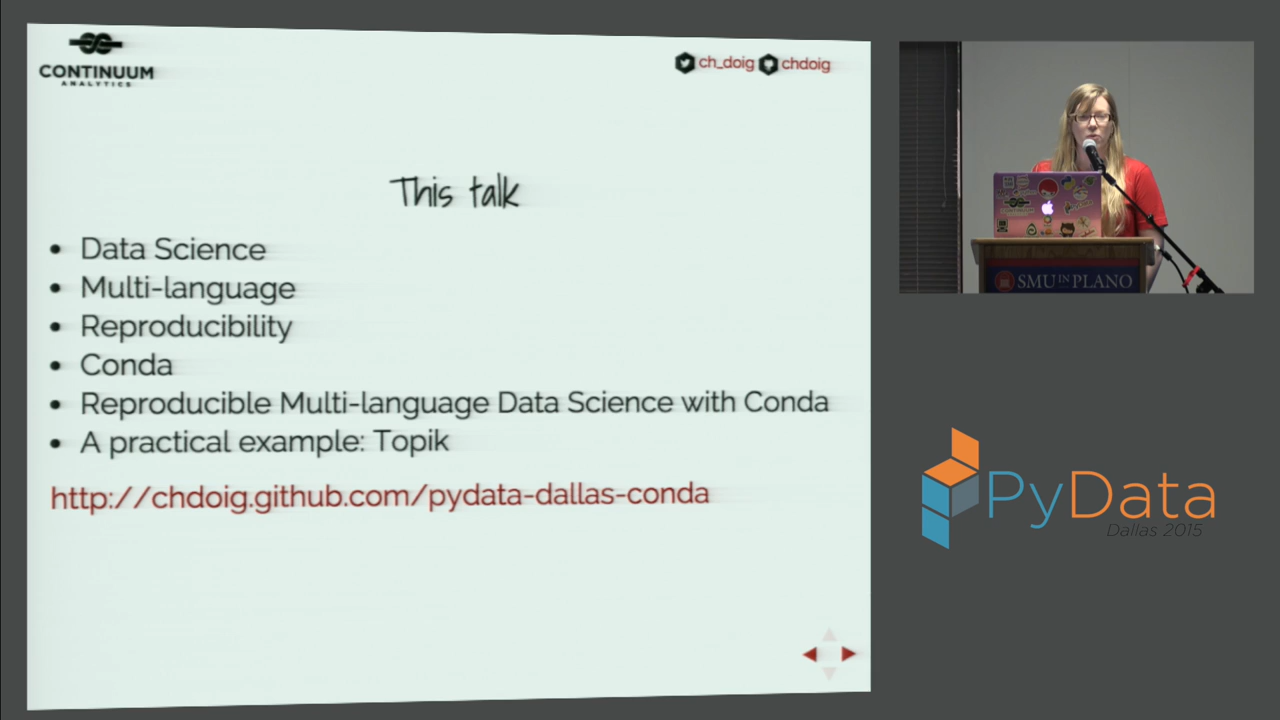 CONTINUUM
ANALYTICS
ch_doig chdoig
This talk
• Data Science
• Multi-language
• Reproducibility
• Conda
• Reproducible Multi-language Data Science with Conda
• A practical example: Topik
http://chdoig.github.com/pydata-dallas-conda
SMU IN PLANO
PyData
Dallas 2015